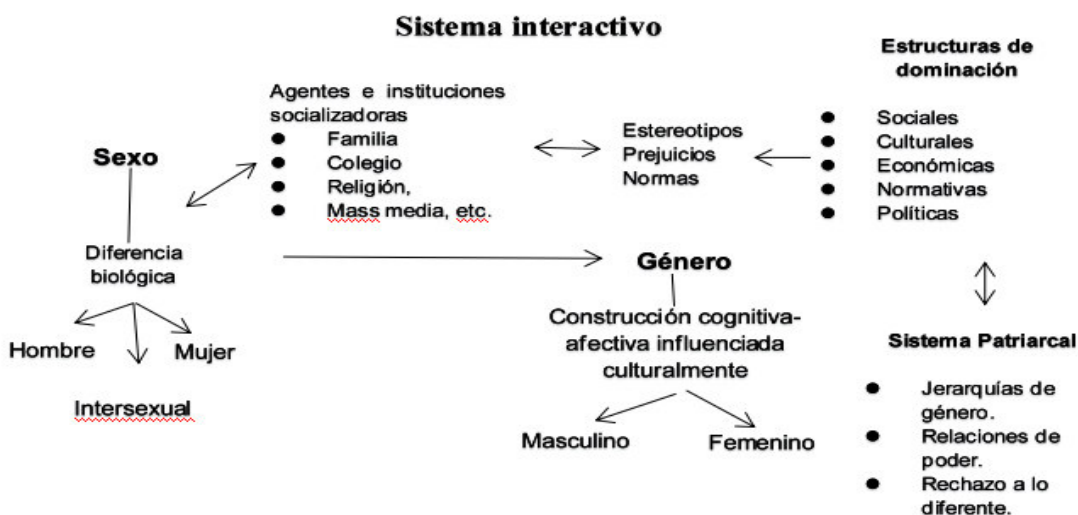 Sistema interactivo
Estructuras de
dominación
Sociales
Culturales
Económicas
Normativas
Políticas
Agentes e instituciones
socializadoras
Familia
Colegio
Religión,
Mass media, etc.
Estereotipos
Prejuicios
Normas
Sexo
Diferencia
biológica
Hombre
Mujer
Intersexual
Género
Construcción cognitiva-
afectiva influenciada
culturalmente
Masculino
Femenino
Sistema Patriarcal
Jerarquías de
género.
Relaciones de
poder.
Rechazo a lo
diferente.